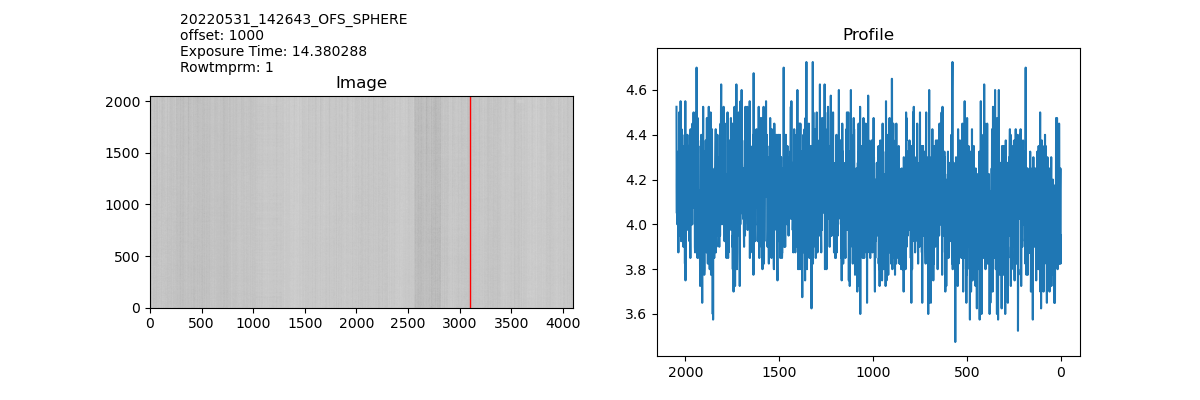 20220531_142643_OFS_SPHERE
offset: 1000
Exposure Time: 14.380288
Rowtmprm: 1
Image
2000
1500
1000
500
0
0 500 1000 1500 2000 2500 3000 3500 4000
Profile
4.6
4.4
4.2
4.0
3.8
3.6
2000 1500 1000 500 0